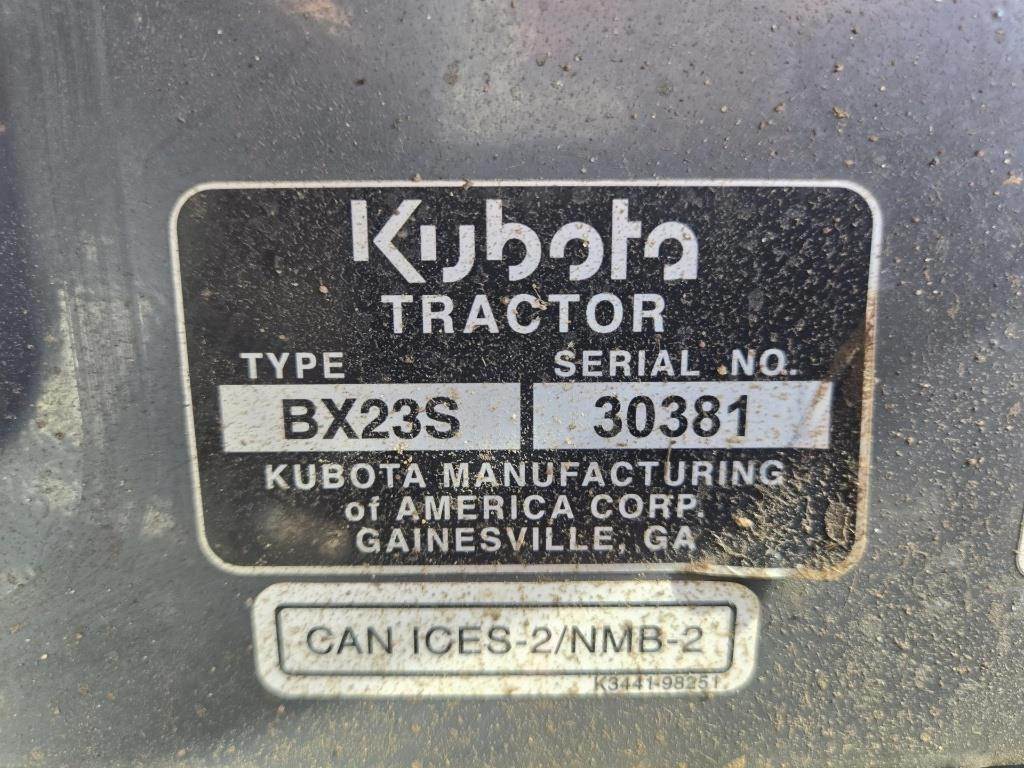 Kubota
TRACTOR
TYPE SERIAL NO.
BX23S 30381
KUBOTA MANUFACTURING
of AMERICA CORP.
GAINESVILLE, GA
CAN ICES-2/NMB-2
K3441-98251